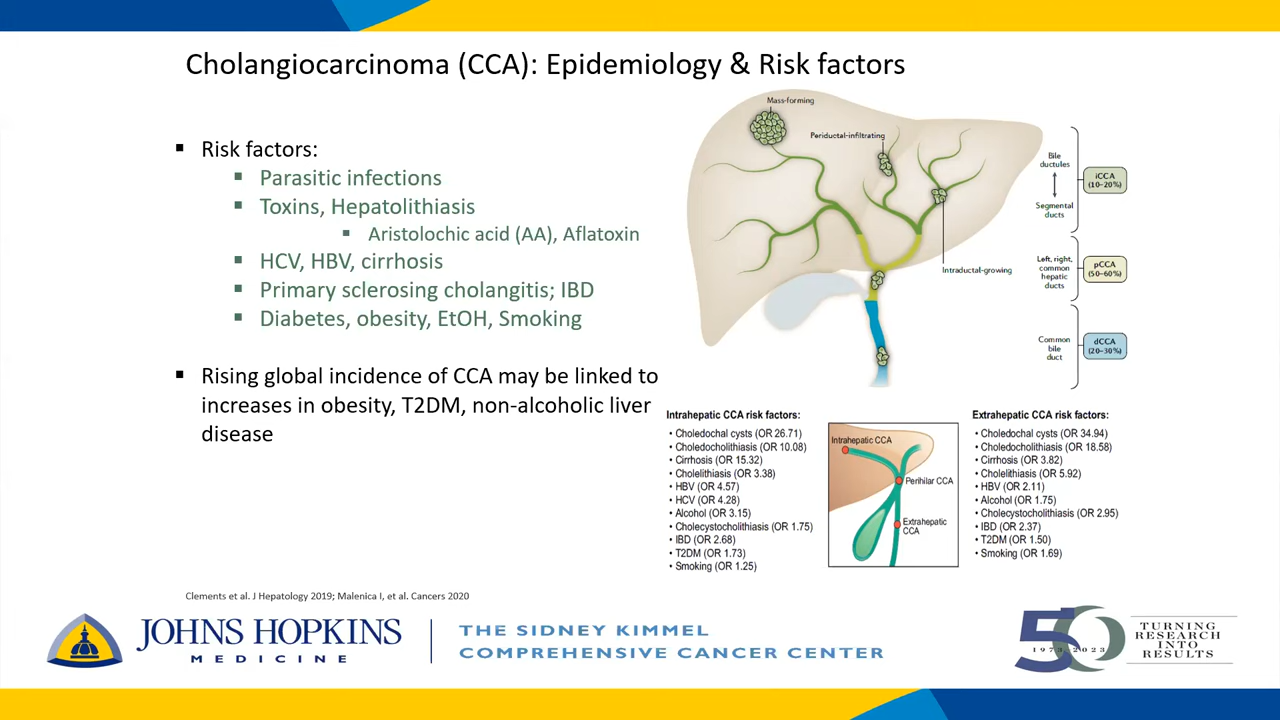 Cholangiocarcinoma (CCA): Epidemiology & Risk factors
▪ Risk factors:
▪ Parasitic infections
▪ Toxins, Hepatolithiasis
▪ Aristolochic acid (AA), Aflatoxin
▪ HCV, HBV, cirrhosis
▪ Primary sclerosing cholangitis; IBD
▪ Diabetes, obesity, EtOH, Smoking
▪ Rising global incidence of CCA may be linked to
increases in obesity, T2DM, non-alcoholic liver
disease
Mass-forming
Periductal-infiltrating
Intraductal-growing
Bile
ductules
Segmental
ducts
iCCA
(10–20%)
Left, right,
common
hepatic
ducts
pCCA
(50–60%)
Common
bile
duct
dCCA
(20–30%)
Intrahepatic CCA risk factors:
• Choledochal cysts (OR 26.71)
• Choledocholithiasis (OR 10.08)
• Cirrhosis (OR 15.32)
• Cholelithiasis (OR 3.38)
• HBV (OR 4.57)
• HCV (OR 4.28)
• Alcohol (OR 3.15)
• Cholecystocholithiasis (OR 1.75)
• IBD (OR 2.68)
• T2DM (OR 1.73)
• Smoking (OR 1.25)
Intrahepatic CCA
Perihilar CCA
Extrahepatic
CCA
Extrahepatic CCA risk factors:
• Choledochal cysts (OR 34.94)
• Choledocholithiasis (OR 18.58)
• Cirrhosis (OR 3.82)
• Cholelithiasis (OR 5.92)
• HBV (OR 2.11)
• Alcohol (OR 1.75)
• Cholecystocholithiasis (OR 2.95)
• IBD (OR 2.37)
• T2DM (OR 1.50)
• Smoking (OR 1.69)
Clements et al. J Hepatology 2019; Malenica I, et al. Cancers 2020
JOHNS HOPKINS
MEDICINE
THE SIDNEY KIMMEL
COMPREHENSIVE CANCER CENTER
50
1973 2023
TURNING
RESEARCH
INTO
RESULTS